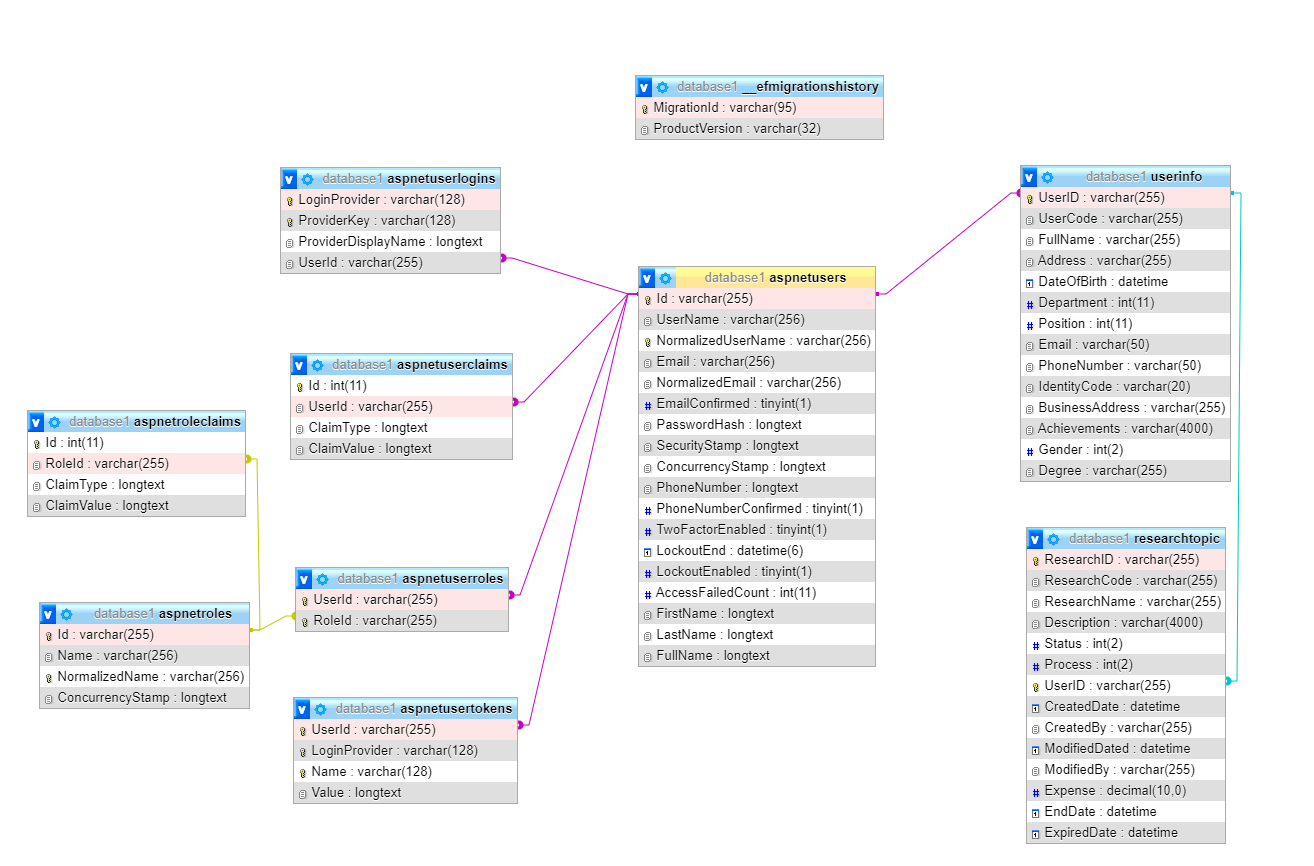 database1 __efmigrationshistory
MigrationId : varchar(95)
ProductVersion : varchar(32)
database1 aspnetuserlogins
LoginProvider : varchar(128)
ProviderKey : varchar(128)
ProviderDisplayName : longtext
UserId : varchar(255)
database1 aspnetuserclaims
Id : int(11)
UserId : varchar(255)
ClaimType : longtext
ClaimValue : longtext
database1 aspnetroleclaims
Id : int(11)
RoleId : varchar(255)
ClaimType : longtext
ClaimValue : longtext
database1 aspnetuserroles
UserId : varchar(255)
RoleId : varchar(255)
database1 aspnetroles
Id : varchar(255)
Name : varchar(256)
NormalizedName : varchar(256)
ConcurrencyStamp : longtext
database1 aspnetusertokens
UserId : varchar(255)
LoginProvider : varchar(128)
Name : varchar(128)
Value : longtext
database1 aspnetusers
Id : varchar(255)
UserName : varchar(256)
NormalizedUserName : varchar(256)
Email : varchar(256)
NormalizedEmail : varchar(256)
EmailConfirmed : tinyint(1)
PasswordHash : longtext
SecurityStamp : longtext
ConcurrencyStamp : longtext
PhoneNumber : longtext
PhoneNumberConfirmed : tinyint(1)
TwoFactorEnabled : tinyint(1)
LockoutEnd : datetime(6)
LockoutEnabled : tinyint(1)
AccessFailedCount : int(11)
FirstName : longtext
LastName : longtext
FullName : longtext
database1 userinfo
UserID : varchar(255)
UserCode : varchar(255)
FullName : varchar(255)
Address : varchar(255)
DateOfBirth : datetime
Department : int(11)
Position : int(11)
Email : varchar(50)
PhoneNumber : varchar(50)
IdentityCode : varchar(20)
BusinessAddress : varchar(255)
Achievements : varchar(4000)
Gender : int(2)
Degree : varchar(255)
database1 researchtopic
ResearchID : varchar(255)
ResearchCode : varchar(255)
ResearchName : varchar(255)
Description : varchar(4000)
Status : int(2)
Process : int(2)
UserID : varchar(255)
CreatedDate : datetime
CreatedBy : varchar(255)
ModifiedDated : datetime
ModifiedBy : varchar(255)
Expense : decimal(10,0)
EndDate : datetime
ExpiredDate : datetime